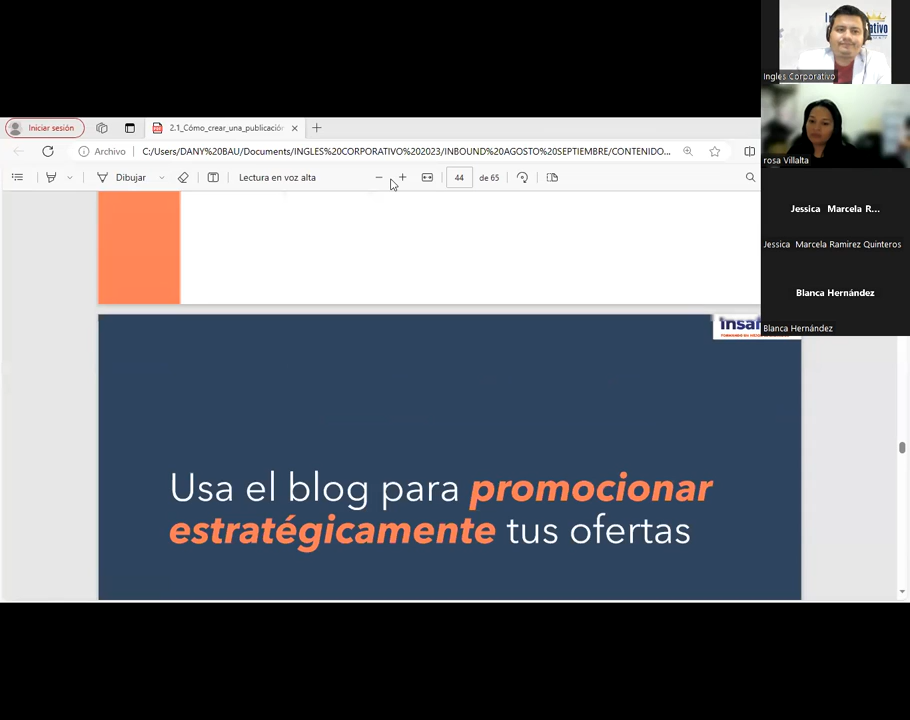 Ingles Corporativo
rosa Villalta
Jessica Marcela R...
Jessica Marcela Ramirez Quinteros
Blanca Hernández
Blanca Hernández
Iniciar sesión
2.1_Cómo_crear_una_publicación
Archivo
C:/Users/DANY%20BAU/Documents/INGLES%20CORPORATIVO%202023/INBOUND%20AGOSTO%20SEPTIEMBRE/CONTENIDO...
Dibujar
Lectura en voz alta
44
de 65
Usa el blog para promocionar
estratégicamente tus ofertas